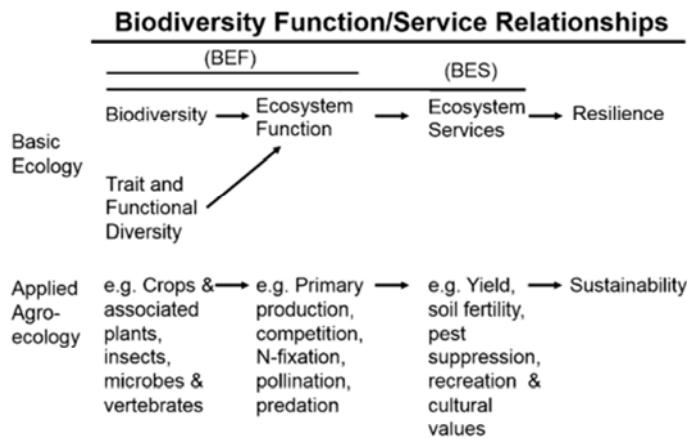 Biodiversity Function/Service Relationships
(BEF)
(BES)
Biodiversity
Ecosystem
Function
Ecosystem
Services
Resilience
Basic
Ecology
Trait and
Functional
Diversity
Applied
Agro-
ecology
e.g. Crops &
associated
plants,
insects,
microbes &
vertebrates
e.g. Primary
production,
competition,
N-fixation,
pollination,
predation
e.g. Yield,
soil fertility,
pest
suppression,
recreation &
cultural
values
Sustainability